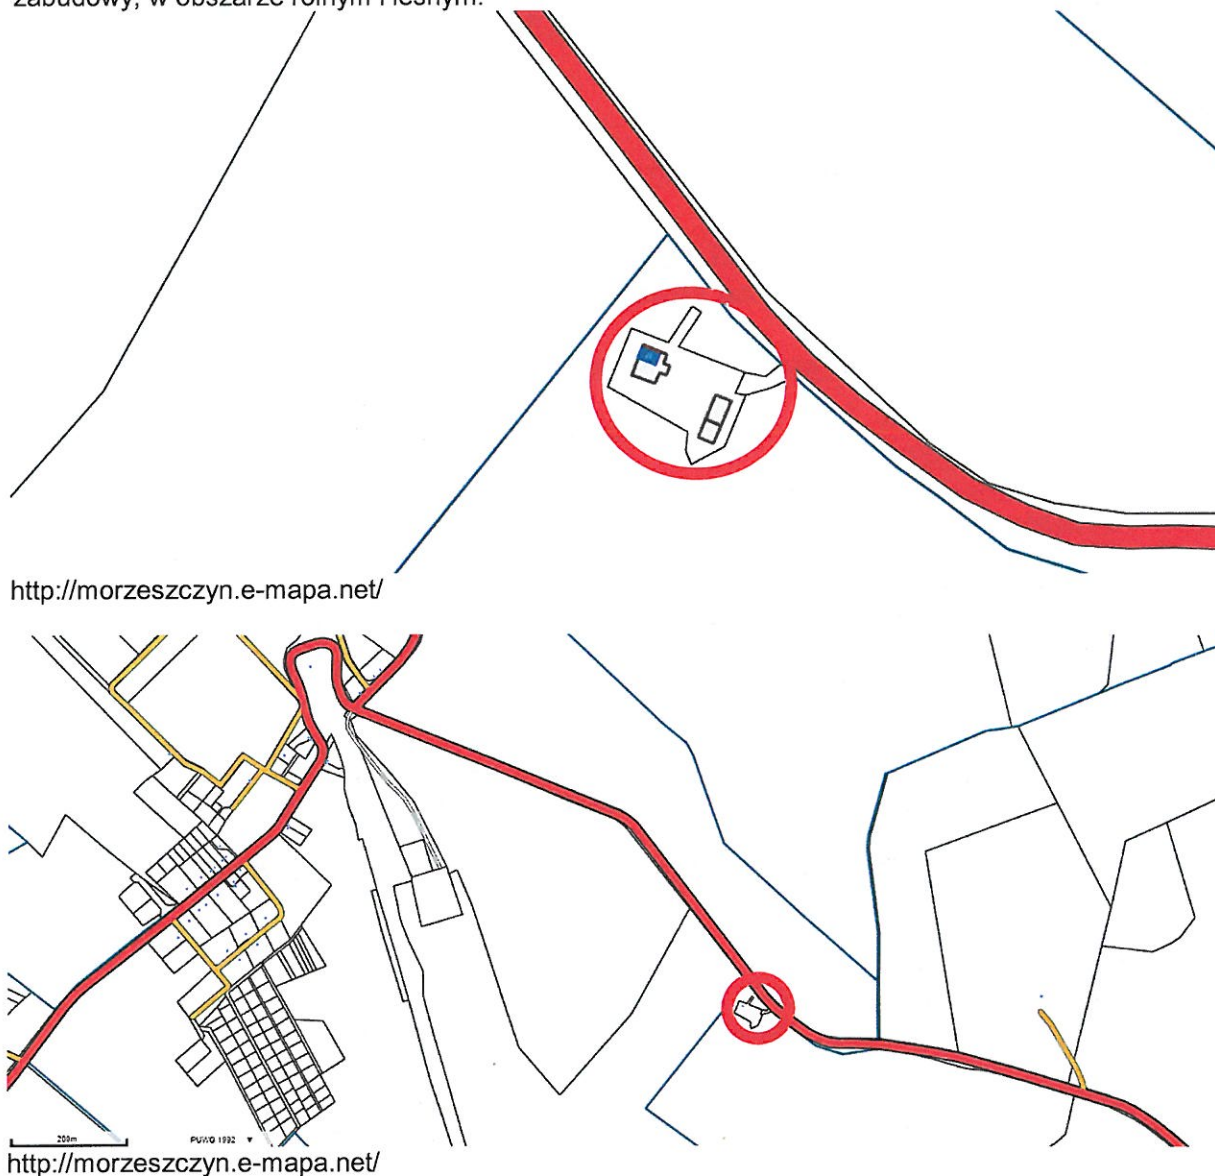 zabudowy, w obszarze rolnym i leśnym.
http://morzeszczyn.e-mapa.net/
200m PUWG 1992
http://morzeszczyn.e-mapa.net/